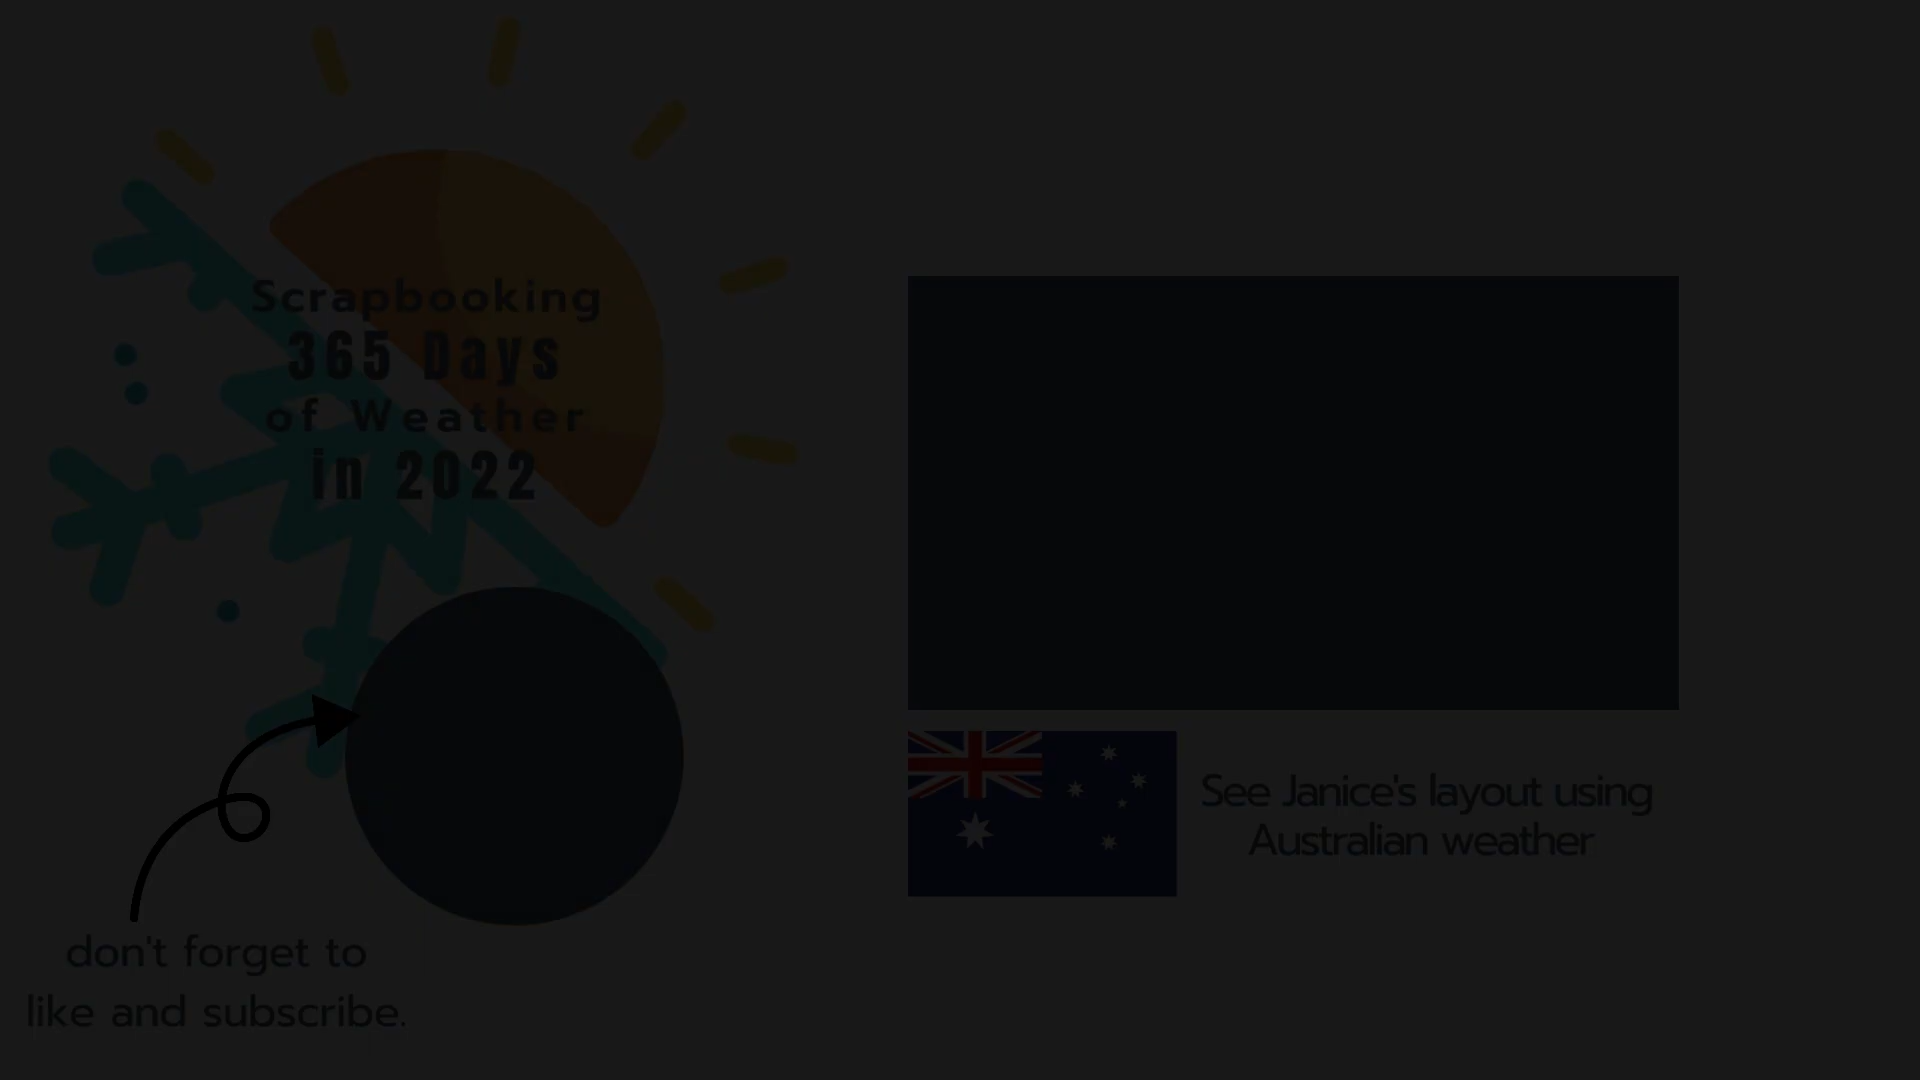 Scrapbooking
365 Days
of Weather
in 2022
See Janice's layout using
Australian weather
don't forget to
like and subscribe.